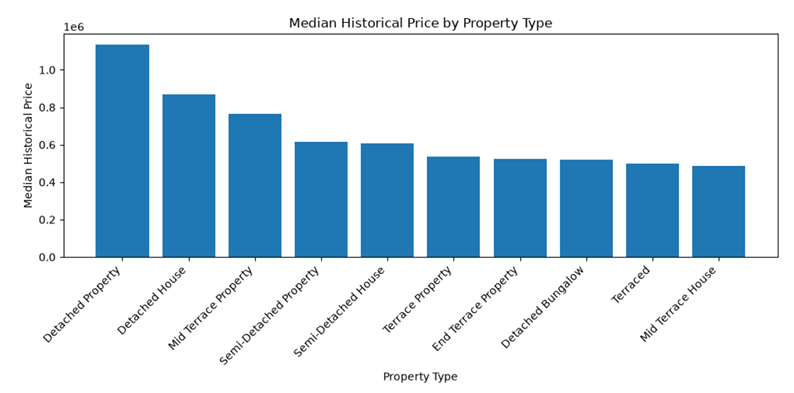 Median Historical Price by Property Type
1e6
1.0
0.8
0.6
0.4
0.2
0.0
Median Historical Price
Detached Property
Detached House
Mid Terrace Property
Semi-Detached Property
Semi-Detached House
Terrace Property
End Terrace Property
Detached Bungalow
Terraced
Mid Terrace House
Property Type